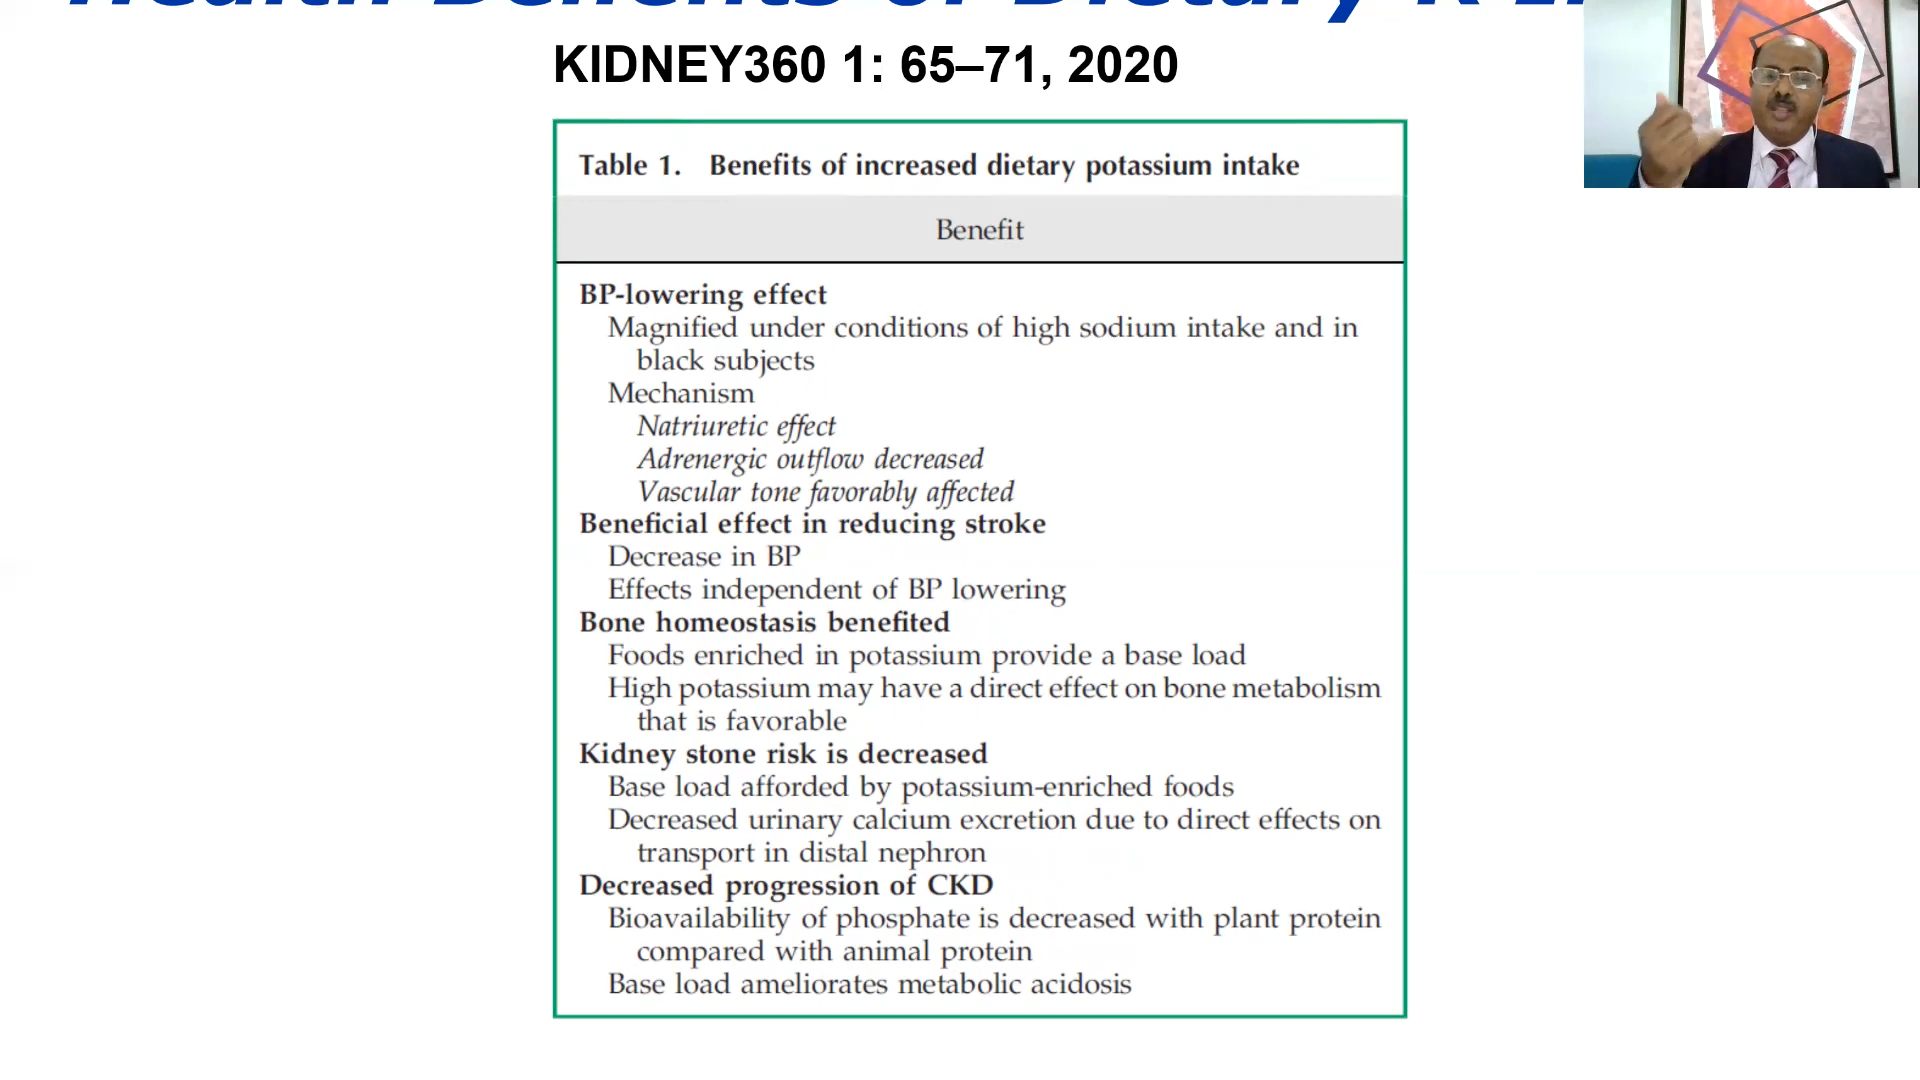 Health Benefits of Dietary K
KIDNEY360 1: 65–71, 2020
Table 1. Benefits of increased dietary potassium intake
Benefit
BP-lowering effect
Magnified under conditions of high sodium intake and in
black subjects
Mechanism
Natriuretic effect
Adrenergic outflow decreased
Vascular tone favorably affected
Beneficial effect in reducing stroke
Decrease in BP
Effects independent of BP lowering
Bone homeostasis benefited
Foods enriched in potassium provide a base load
High potassium may have a direct effect on bone metabolism
that is favorable
Kidney stone risk is decreased
Base load afforded by potassium-enriched foods
Decreased urinary calcium excretion due to direct effects on
transport in distal nephron
Decreased progression of CKD
Bioavailability of phosphate is decreased with plant protein
compared with animal protein
Base load ameliorates metabolic acidosis